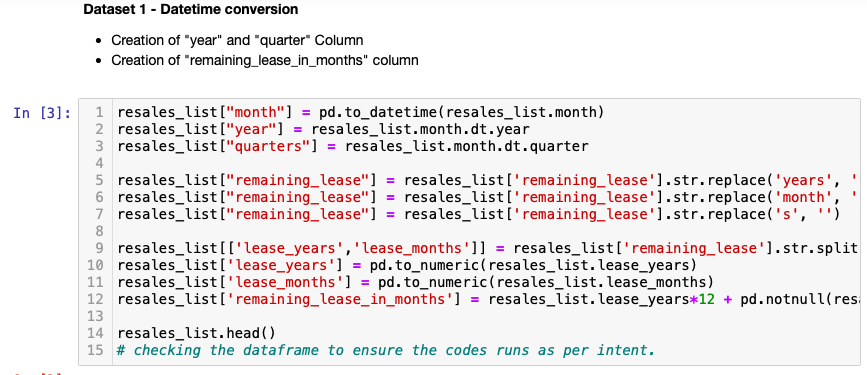 Dataset 1 - Datetime conversion
• Creation of "year" and "quarter" Column
• Creation of "remaining_lease_in_months" column
In [3]:
1 resales_list["month"] = pd.to_datetime(resales_list.month)
2 resales_list["year"] = resales_list.month.dt.year
3 resales_list["quarters"] = resales_list.month.dt.quarter
4
5 resales_list["remaining_lease"] = resales_list['remaining_lease'].str.replace('years', '
6 resales_list["remaining_lease"] = resales_list['remaining_lease'].str.replace('month', '
7 resales_list["remaining_lease"] = resales_list['remaining_lease'].str.replace('s', '')
8
9 resales_list[['lease_years','lease_months']] = resales_list['remaining_lease'].str.split
10 resales_list['lease_years'] = pd.to_numeric(resales_list.lease_years)
11 resales_list['lease_months'] = pd.to_numeric(resales_list.lease_months)
12 resales_list['remaining_lease_in_months'] = resales_list.lease_years*12 + pd.notnull(res
13
14 resales_list.head()
15 # checking the dataframe to ensure the codes runs as per intent.